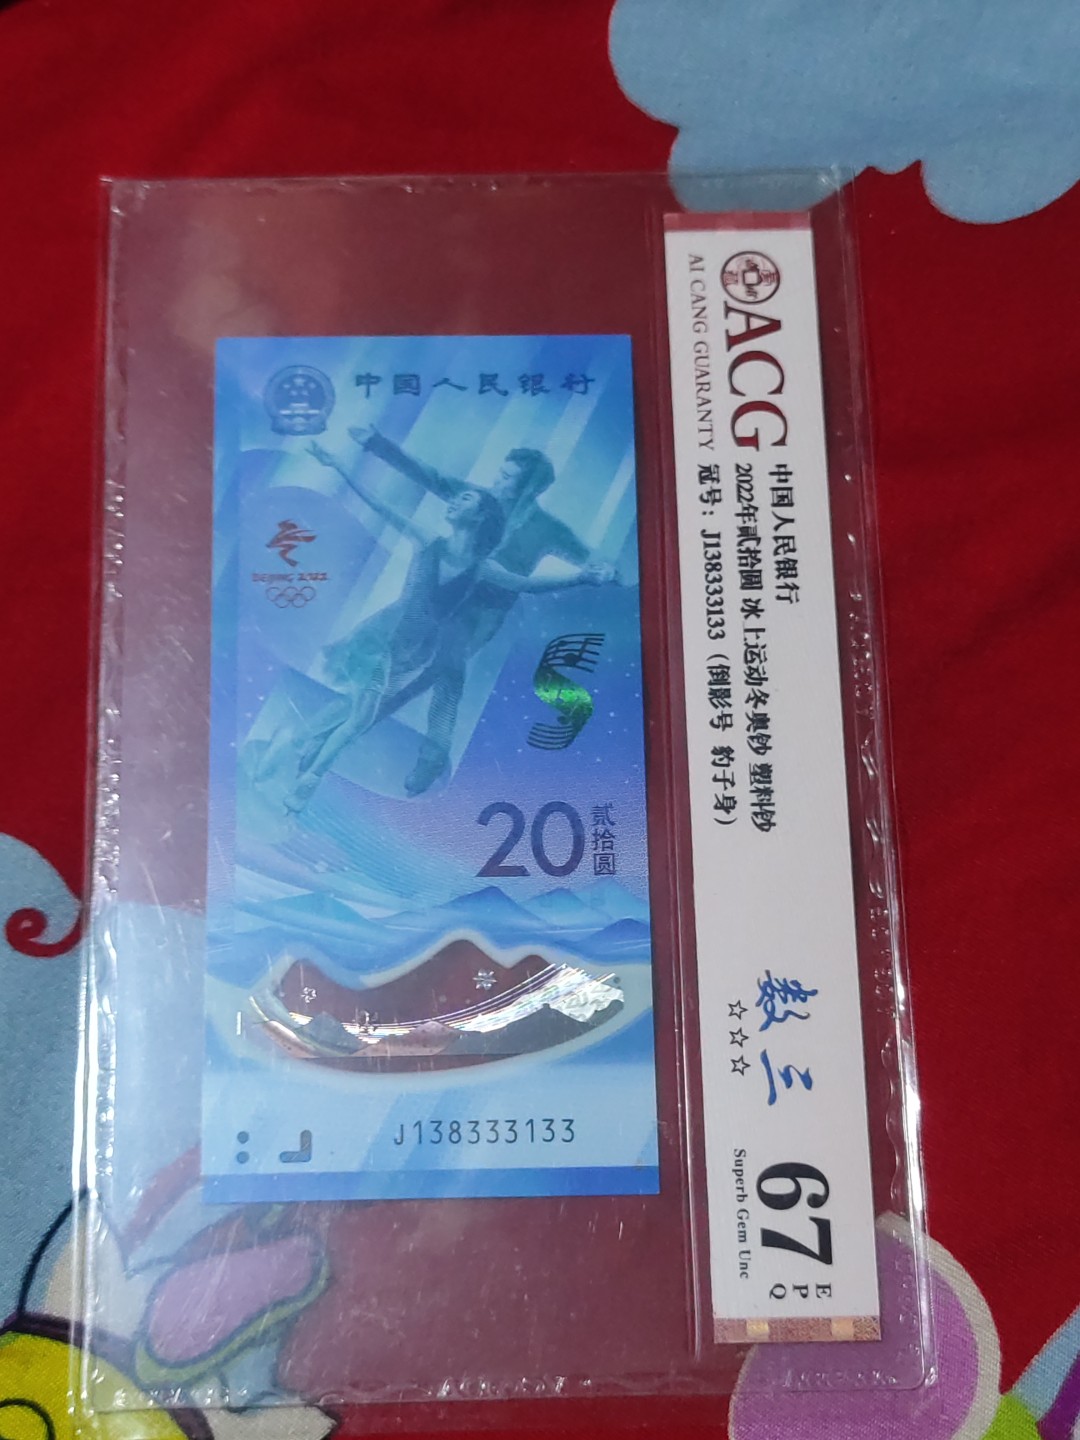 中国人民银行
BEIJING 2022
20
贰拾圆
J138333133
ACG
AI CANG GUARANTY
中国人民银行
2022年贰拾圆 冰上运动冬奥钞 塑料钞
冠号：J138333133（倒影号 豹子身）
数三
☆☆☆
67
EPQ
Superb Gem Unc